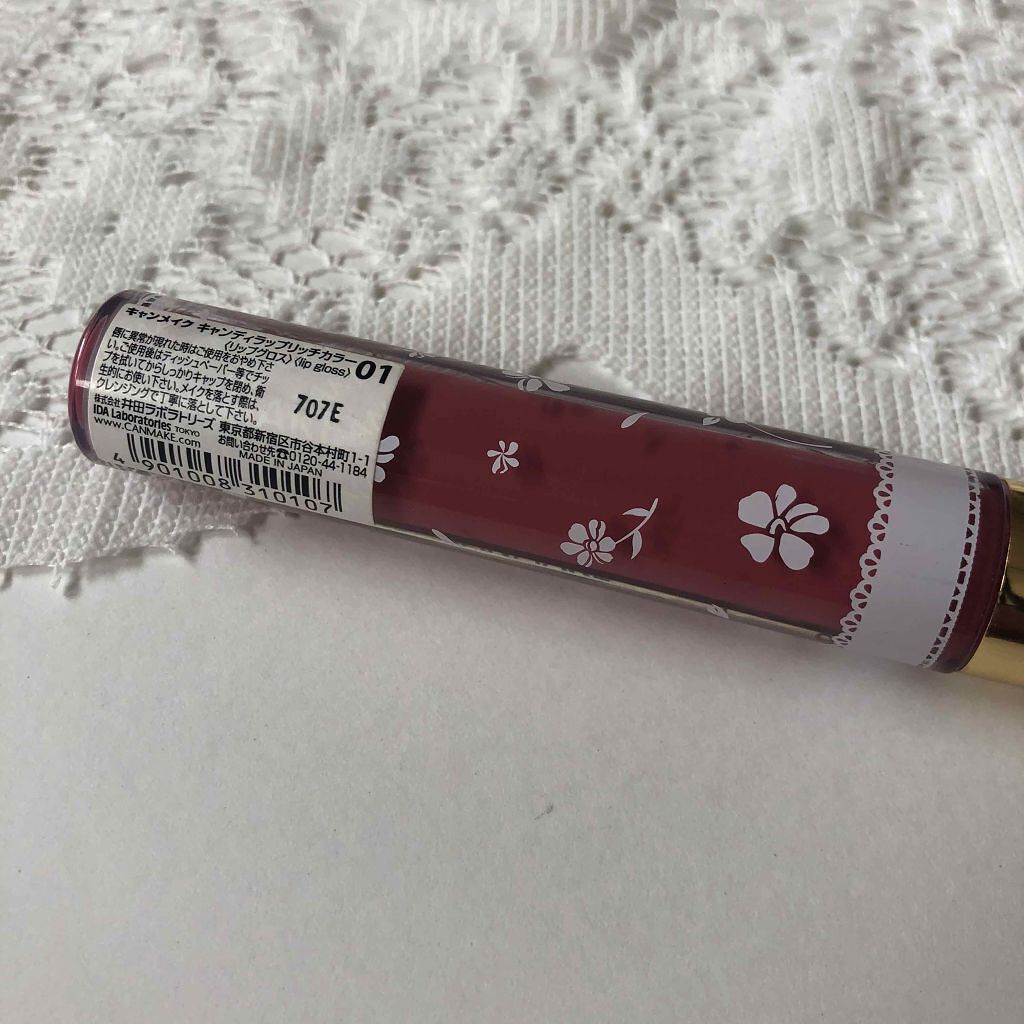 キャンメイク キャンディラップリッチカラー 01
〈リップグロス〉〈lip gloss〉
唇に異常が現れた時はご使用をおやめ下さ
い。ご使用後はティッシュペーパー等でチッ
プを拭いてからしっかりキャップを閉め、衛
生的にお使い下さい。メイクを落とす際は、
クレンジングで丁寧に落として下さい。
707E
株式会社 井田ラボラトリーズ 東京都新宿区市谷本村町1-1
IDA Laboratories TOKYO お問い合わせ先☎0120-44-1184
www.CANMAKE.com MADE IN JAPAN
4 901008 310107